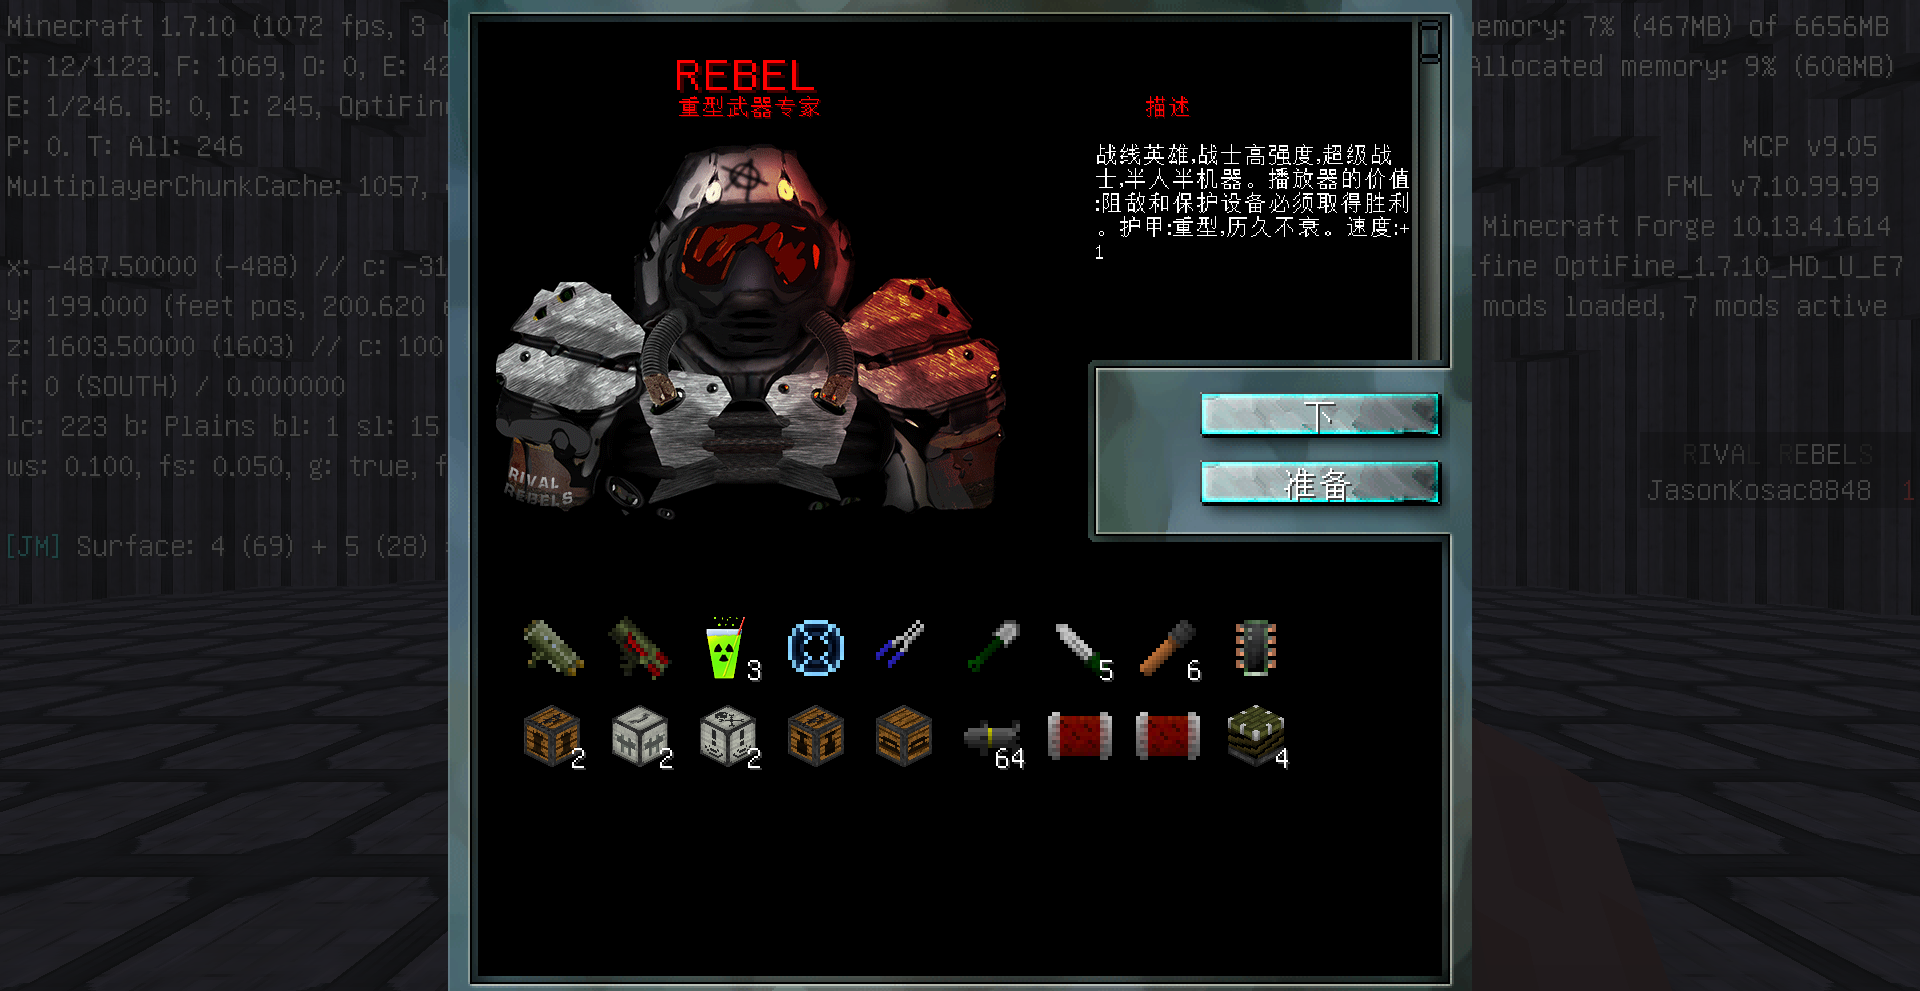 Minecraft 1.7.10 (1072 fps, 3
C: 12/1123. F: 1069, O: 0, E: 42
E: 1/246. B: 0, I: 245, OptiFine
P: 0. T: All: 246
MultiplayerChunkCache: 1057,
x: -487.50000 (-488) // c: -31
y: 199.000 (feet pos, 200.620
z: 1603.50000 (1603) // c: 100
f: 0 (SOUTH) / 0.000000
lc: 223 b: Plains bl: 1 sl: 15
ws: 0.100, fs: 0.050, g: true, f
[JM] Surface: 4 (69) + 5 (28)
REBEL
重型武器专家
RIVAL
REBELS
描述
战线英雄,战士高强度,超级战
士,半人半机器。播放器的价值
:阻敌和保护设备必须取得胜利
。护甲:重型,历久不衰。速度:+
1
下
准备
3
5
6
2
2
2
64
4
emory: 7% (467MB) of 6656MB
Allocated memory: 9% (608MB)
MCP v9.05
FML v7.10.99.99
Minecraft Forge 10.13.4.1614
ifine OptiFine_1.7.10_HD_U_E7
mods loaded, 7 mods active
RIVAL REBELS
JasonKosac8848 1